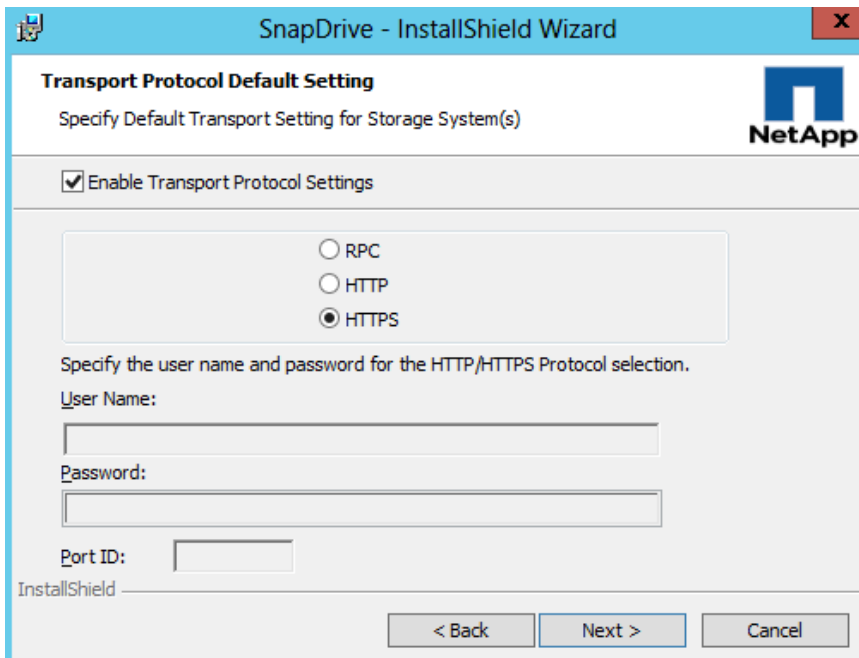 SnapDrive - InstallShield Wizard
x
Transport Protocol Default Setting
Specify Default Transport Setting for Storage System(s)
NetApp
Enable Transport Protocol Settings
RPC
HTTP
HTTPS
Specify the user name and password for the HTTP/HTTPS Protocol selection.
User Name:
Password:
Port ID:
InstallShield
< Back
Next >
Cancel